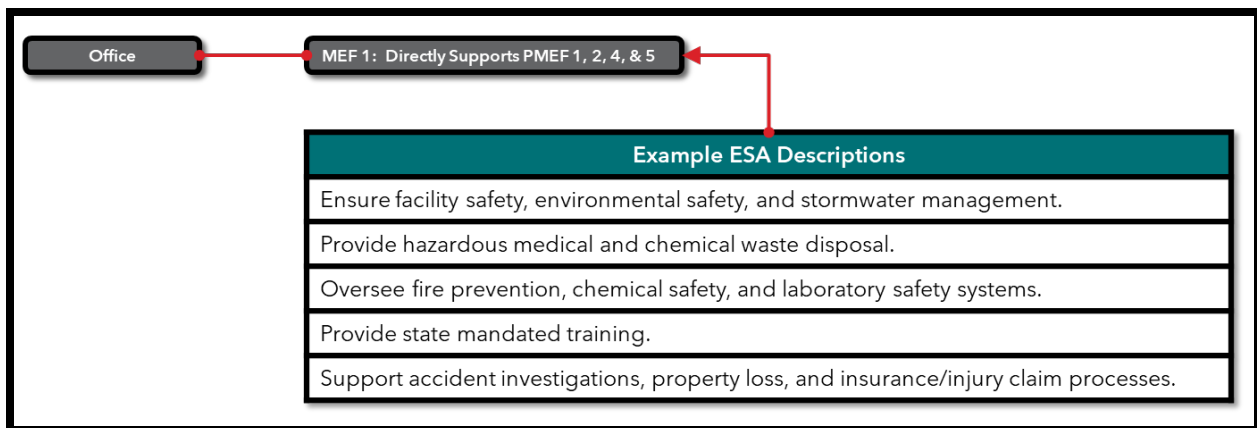 Office
MEF 1: Directly Supports PMEF 1, 2, 4, & 5
Example ESA Descriptions
Ensure facility safety, environmental safety, and stormwater management.
Provide hazardous medical and chemical waste disposal.
Oversee fire prevention, chemical safety, and laboratory safety systems.
Provide state mandated training.
Support accident investigations, property loss, and insurance/injury claim processes.